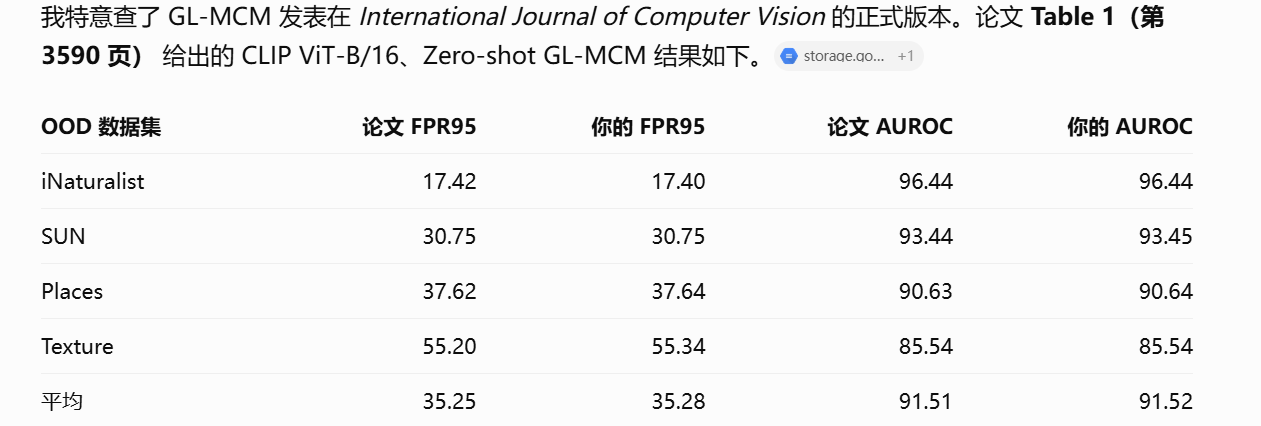 我特意查了 GL-MCM 发表在 International Journal of Computer Vision 的正式版本。论文 Table 1（第
3590 页） 给出的 CLIP ViT-B/16、Zero-shot GL-MCM 结果如下。 storage.go... +1
OOD 数据集 论文 FPR95 你的 FPR95 论文 AUROC 你的 AUROC
iNaturalist 17.42 17.40 96.44 96.44
SUN 30.75 30.75 93.44 93.45
Places 37.62 37.64 90.63 90.64
Texture 55.20 55.34 85.54 85.54
平均 35.25 35.28 91.51 91.52